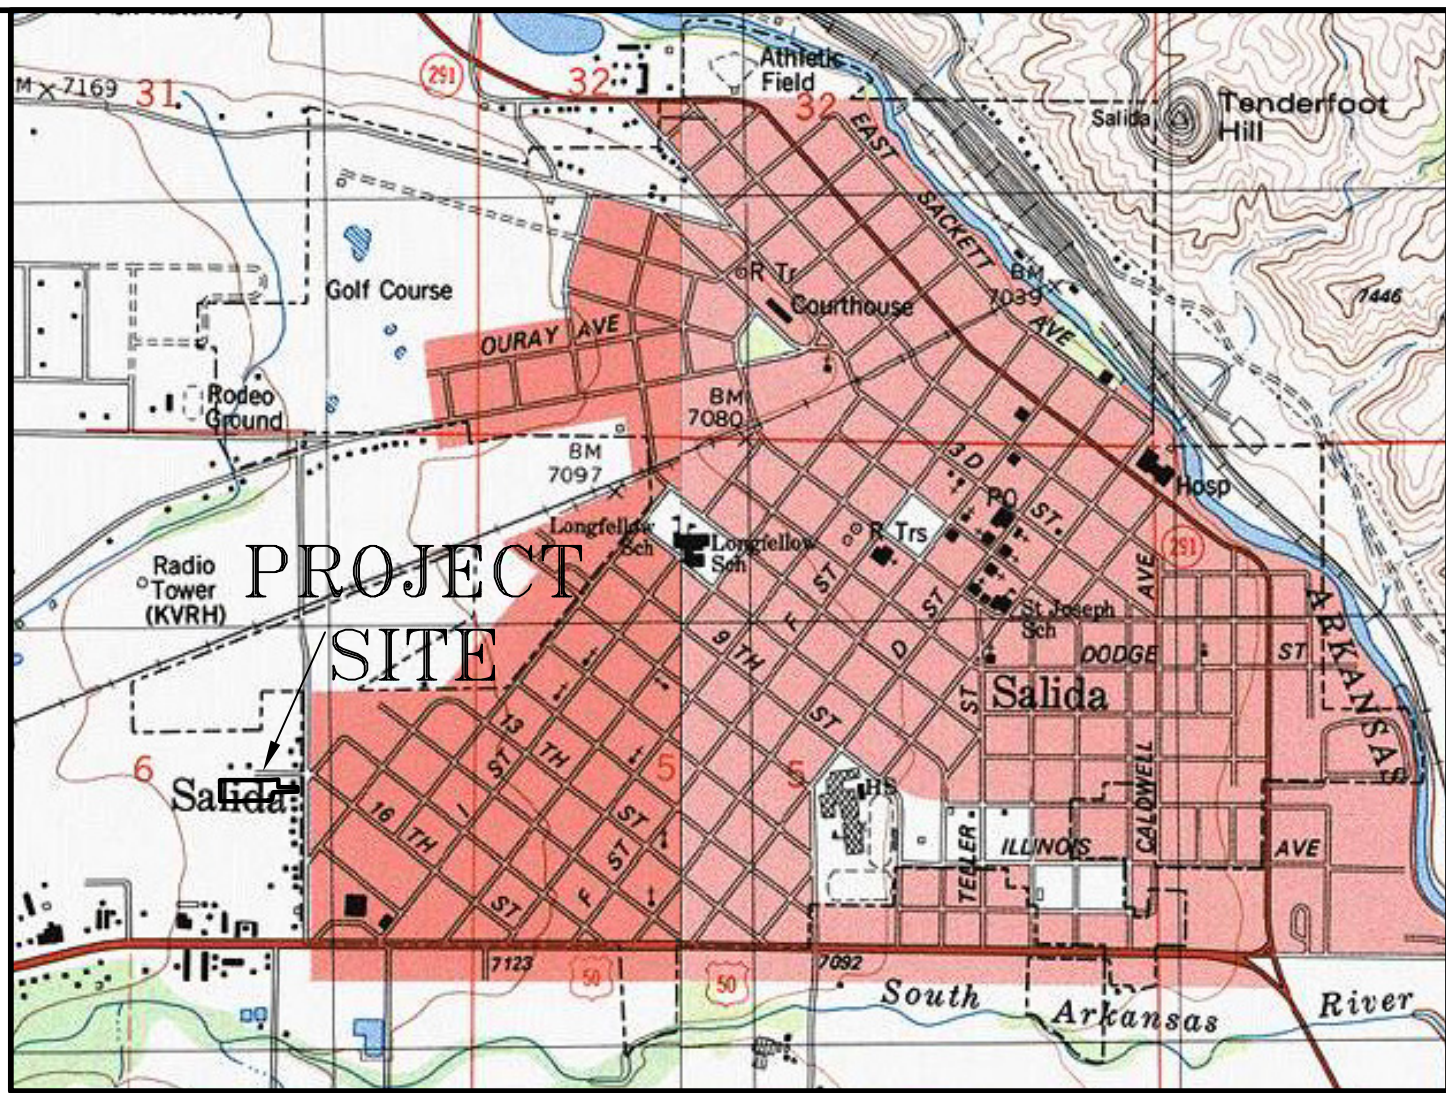 291
32
Athletic
Field
M 7169
31
32
Tenderfoot
Hill
Salida
EAST
SACKETT
AVE
R Tr
BM
7039
7446
Golf Course
Courthouse
OURAY AVE
Rodeo
Ground
BM
7080
BM
7097
3 D
ST
Hosp
PO
R Trs
Longfellow
Sch
Longfellow
Sch
291
Radio
Tower
(KVRH)
PROJECT
SITE
F ST
D ST
AVE
St Joseph
Sch
ARKANSA
9 TH
ST
DODGE
ST
ST
Salida
13 TH
ST
ST
I
6
5
5
Salida
HS
CALDWELL
16 TH
ST
F ST
TELLER
ILLINOIS
AVE
7123
50
50
7092
South Arkansas River